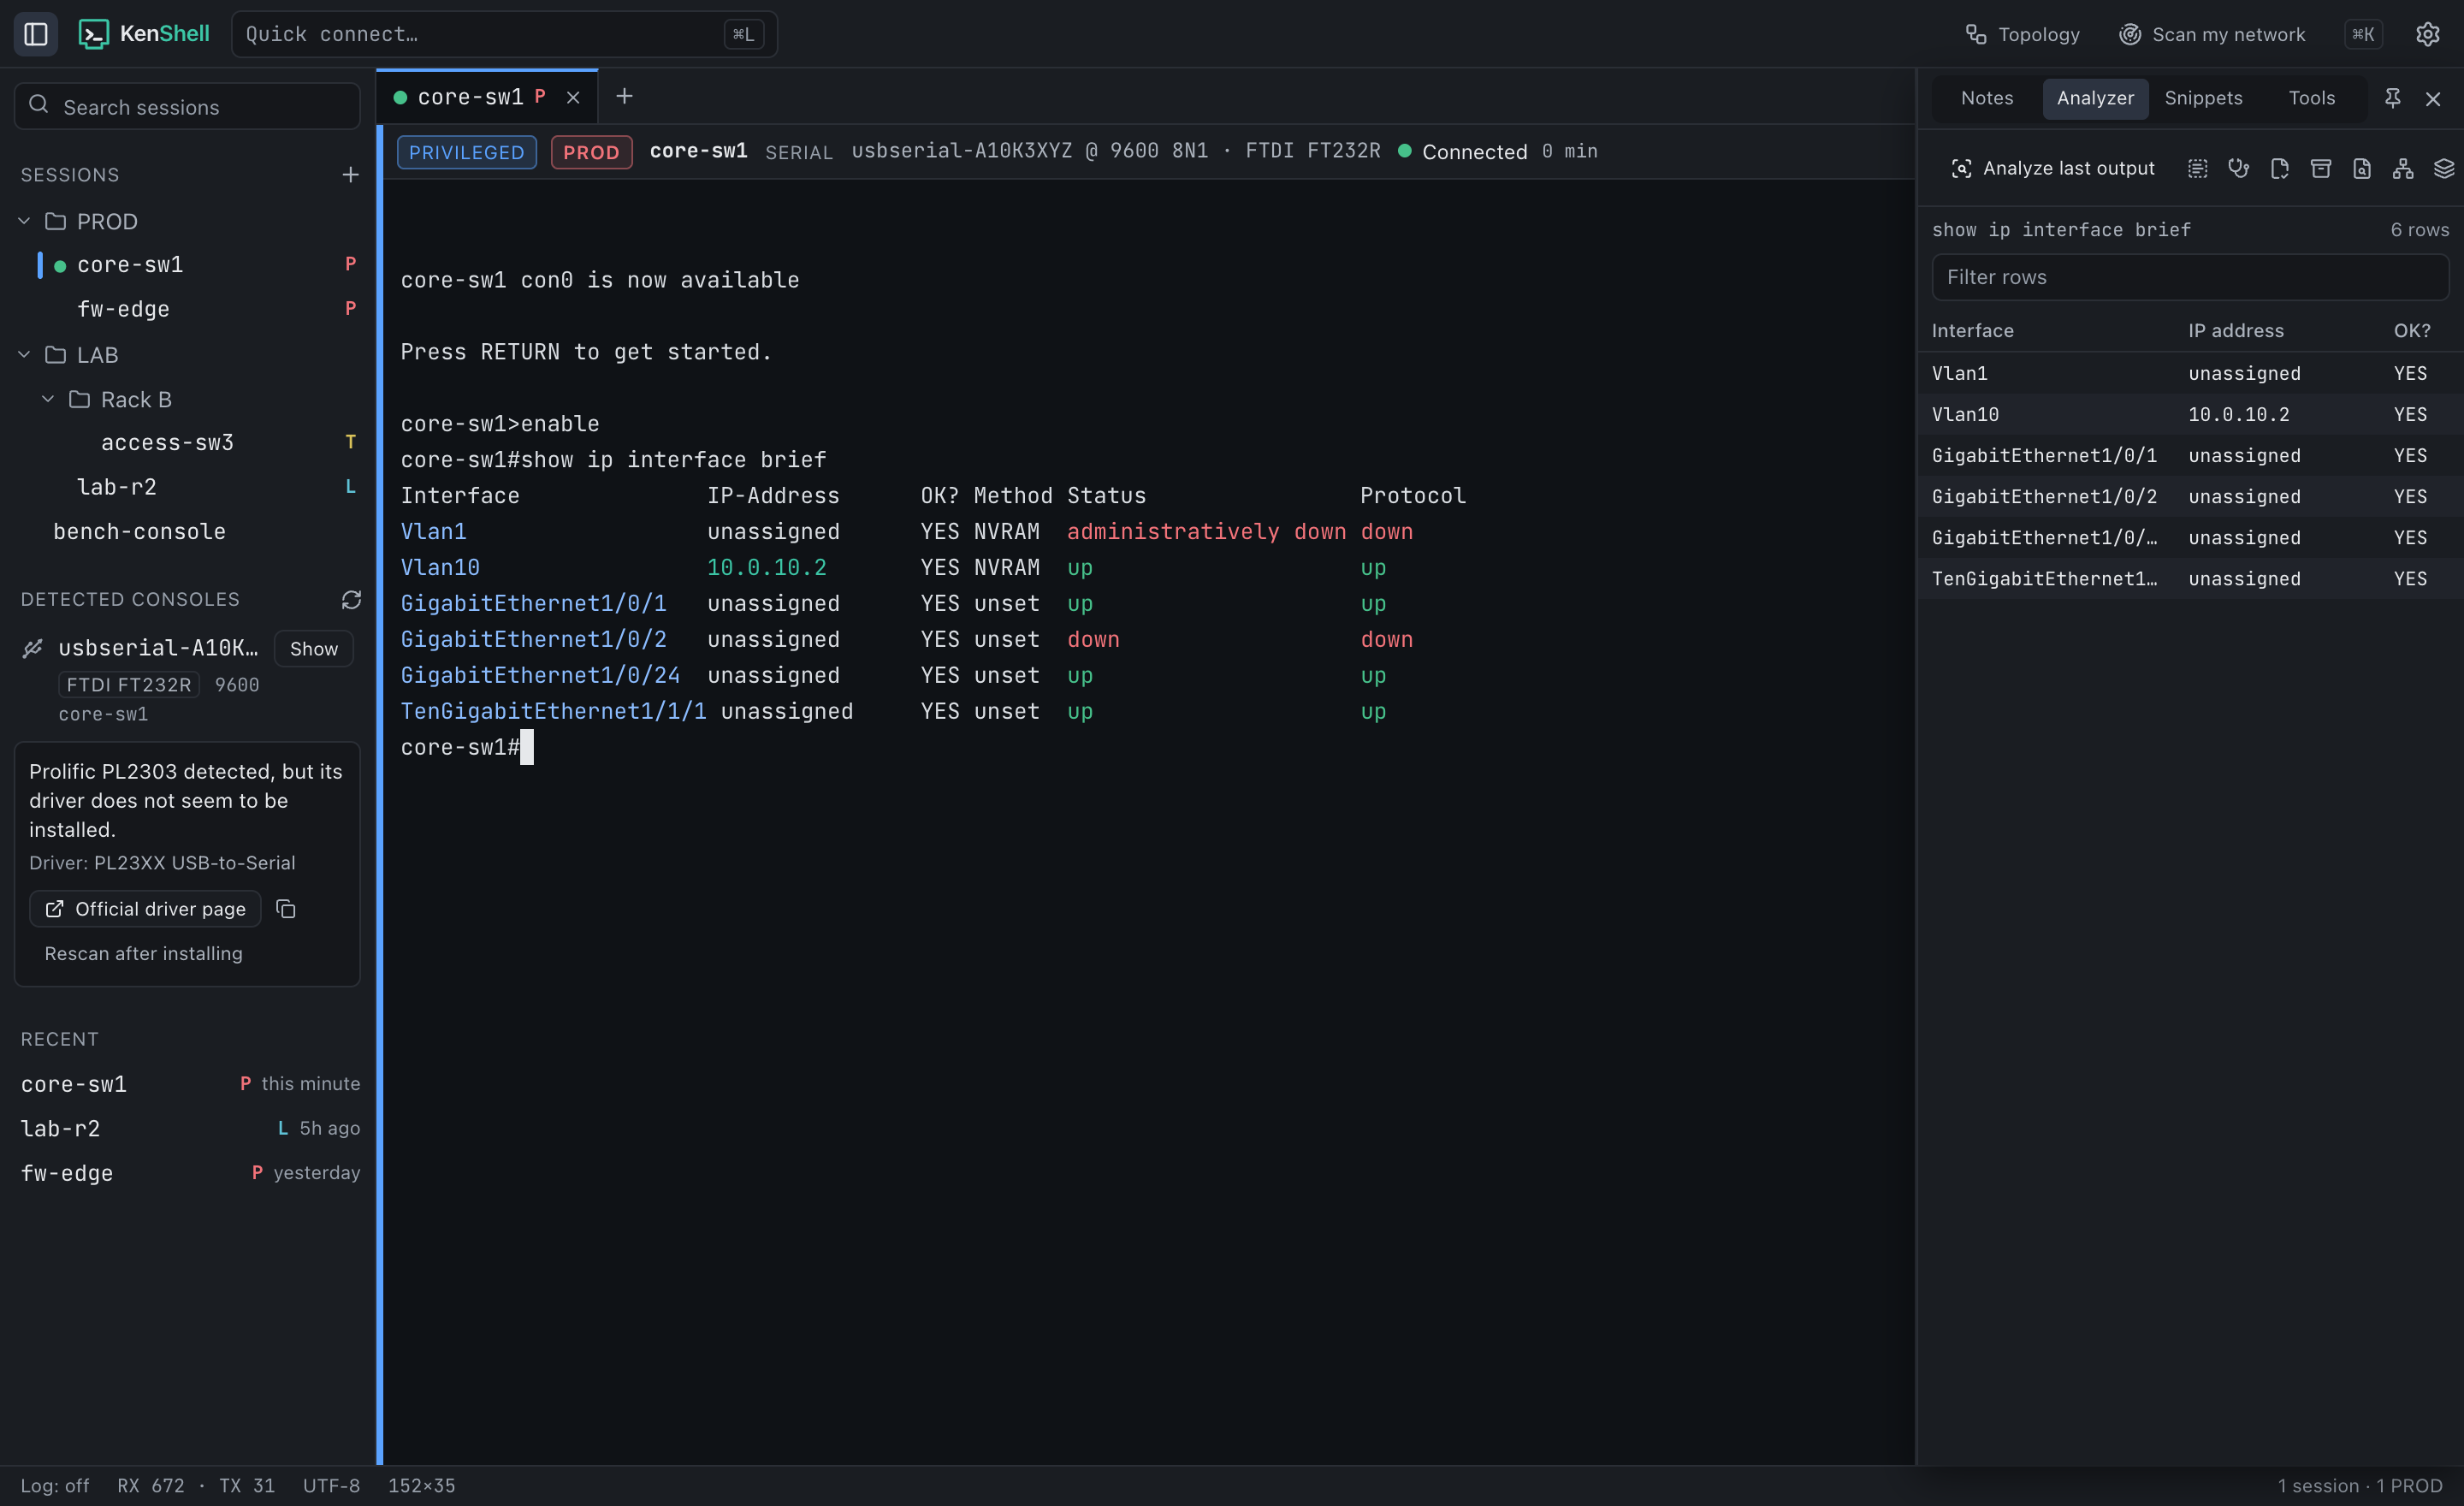 KenShell
Quick connect…
⌘L
Topology
Scan my network
⌘K
Search sessions
SESSIONS
PROD
core-sw1 P
fw-edge P
LAB
Rack B
access-sw3 T
lab-r2 L
bench-console
DETECTED CONSOLES
usbserial-A10K… Show
FTDI FT232R 9600
core-sw1
Prolific PL2303 detected, but its
driver does not seem to be
installed.
Driver: PL23XX USB-to-Serial
Official driver page
Rescan after installing
RECENT
core-sw1 P this minute
lab-r2 L 5h ago
fw-edge P yesterday
core-sw1 P
PRIVILEGED PROD core-sw1 SERIAL usbserial-A10K3XYZ @ 9600 8N1 · FTDI FT232R Connected 0 min
core-sw1 con0 is now available
Press RETURN to get started.
core-sw1>enable
core-sw1#show ip interface brief
Interface IP-Address OK? Method Status Protocol
Vlan1 unassigned YES NVRAM administratively down down
Vlan10 10.0.10.2 YES NVRAM up up
GigabitEthernet1/0/1 unassigned YES unset up up
GigabitEthernet1/0/2 unassigned YES unset down down
GigabitEthernet1/0/24 unassigned YES unset up up
TenGigabitEthernet1/1/1 unassigned YES unset up up
core-sw1#
Notes Analyzer Snippets Tools
Analyze last output
show ip interface brief 6 rows
Filter rows
Interface IP address OK?
Vlan1 unassigned YES
Vlan10 10.0.10.2 YES
GigabitEthernet1/0/1 unassigned YES
GigabitEthernet1/0/2 unassigned YES
GigabitEthernet1/0/… unassigned YES
TenGigabitEthernet1… unassigned YES
Log: off RX 672 · TX 31 UTF-8 152×35
1 session · 1 PROD